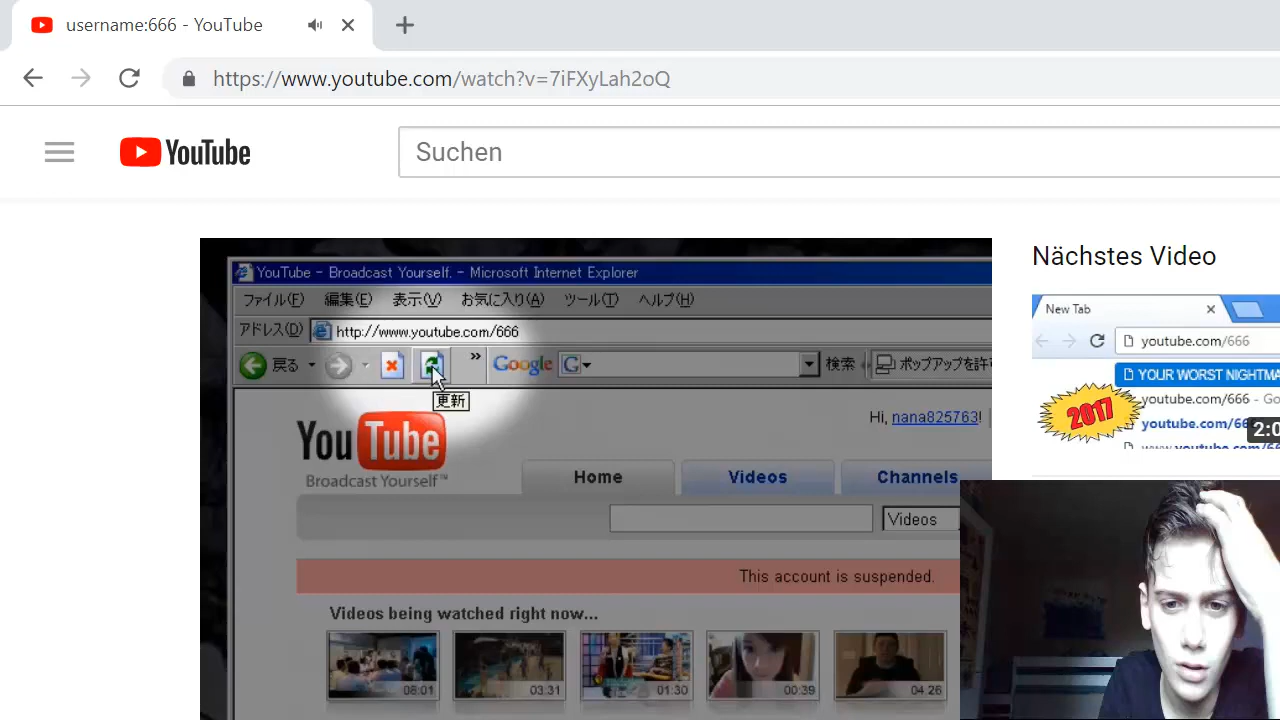 username:666 - YouTube
https://www.youtube.com/watch?v=7iFXyLah2oQ
YouTube
Suchen
YouTube - Broadcast Yourself. - Microsoft Internet Explorer
ファイル(F) 編集(E) 表示(V) お気に入り(A) ツール(T) ヘルプ(H)
アドレス(D) http://www.youtube.com/666
戻る » Google G 検索 ポップアップを許
更新
YouTube
Broadcast Yourself™
Hi, nana825763!
Home Videos Channels
Videos
This account is suspended.
Videos being watched right now...
08:01 03:31 01:30 00:39 04:26
Nächstes Video
New Tab
youtube.com/666
YOUR WORST NIGHTMA
youtube.com/666 - Go
youtube.com/66
2017
2:0